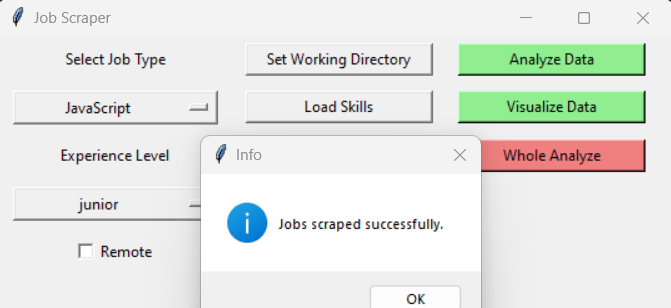 Job Scraper
Select Job Type
Set Working Directory
Analyze Data
JavaScript
Load Skills
Visualize Data
Experience Level
Info
Whole Analyze
junior
Jobs scraped successfully.
Remote
OK